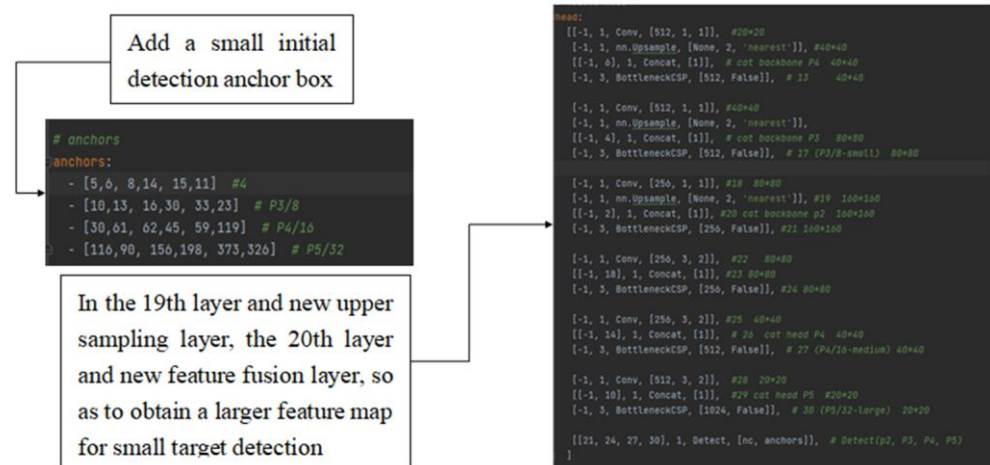 Add a small initial
detection anchor box
# anchors
anchors:
- [5,6, 8,14, 15,11] #4
- [10,13, 16,30, 33,23] # P3/8
- [30,61, 62,45, 59,119] # P4/16
- [116,90, 156,198, 373,326] # P5/32
In the 19th layer and new upper
sampling layer, the 20th layer
and new feature fusion layer, so
as to obtain a larger feature map
for small target detection
head:
[[-1, 1, Conv, [512, 1, 1]], #20*20
[-1, 1, nn.Upsample, [None, 2, 'nearest']], #40*40
[[-1, 6], 1, Concat, [1]], # cat backbone P4 40*40
[-1, 3, BottleneckCSP, [512, False]], # 13 40*40
[-1, 1, Conv, [512, 1, 1]], #40*40
[-1, 1, nn.Upsample, [None, 2, 'nearest']],
[[-1, 4], 1, Concat, [1]], # cat backbone P3 80*80
[-1, 3, BottleneckCSP, [512, False]], # 17 (P3/8-small) 80*80
[-1, 1, Conv, [256, 1, 1]], #18 80*80
[-1, 1, nn.Upsample, [None, 2, 'nearest']], #19 160*160
[[-1, 2], 1, Concat, [1]], #20 cat backbone p2 160*160
[-1, 3, BottleneckCSP, [256, False]], #21 160*160
[-1, 1, Conv, [256, 3, 2]], #22 80*80
[[-1, 18], 1, Concat, [1]], #23 80*80
[-1, 3, BottleneckCSP, [256, False]], #24 80*80
[-1, 1, Conv, [256, 3, 2]], #25 40*40
[[-1, 14], 1, Concat, [1]], # 26 cat head P4 40*40
[-1, 3, BottleneckCSP, [512, False]], # 27 (P4/16-medium) 40*40
[-1, 1, Conv, [512, 3, 2]], #28 20*20
[[-1, 10], 1, Concat, [1]], #29 cat head P5 #20*20
[-1, 3, BottleneckCSP, [1024, False]], # 30 (P5/32-large) 20*20
[[21, 24, 27, 30], 1, Detect, [nc, anchors]], # Detect(p2, P3, P4, P5)
]